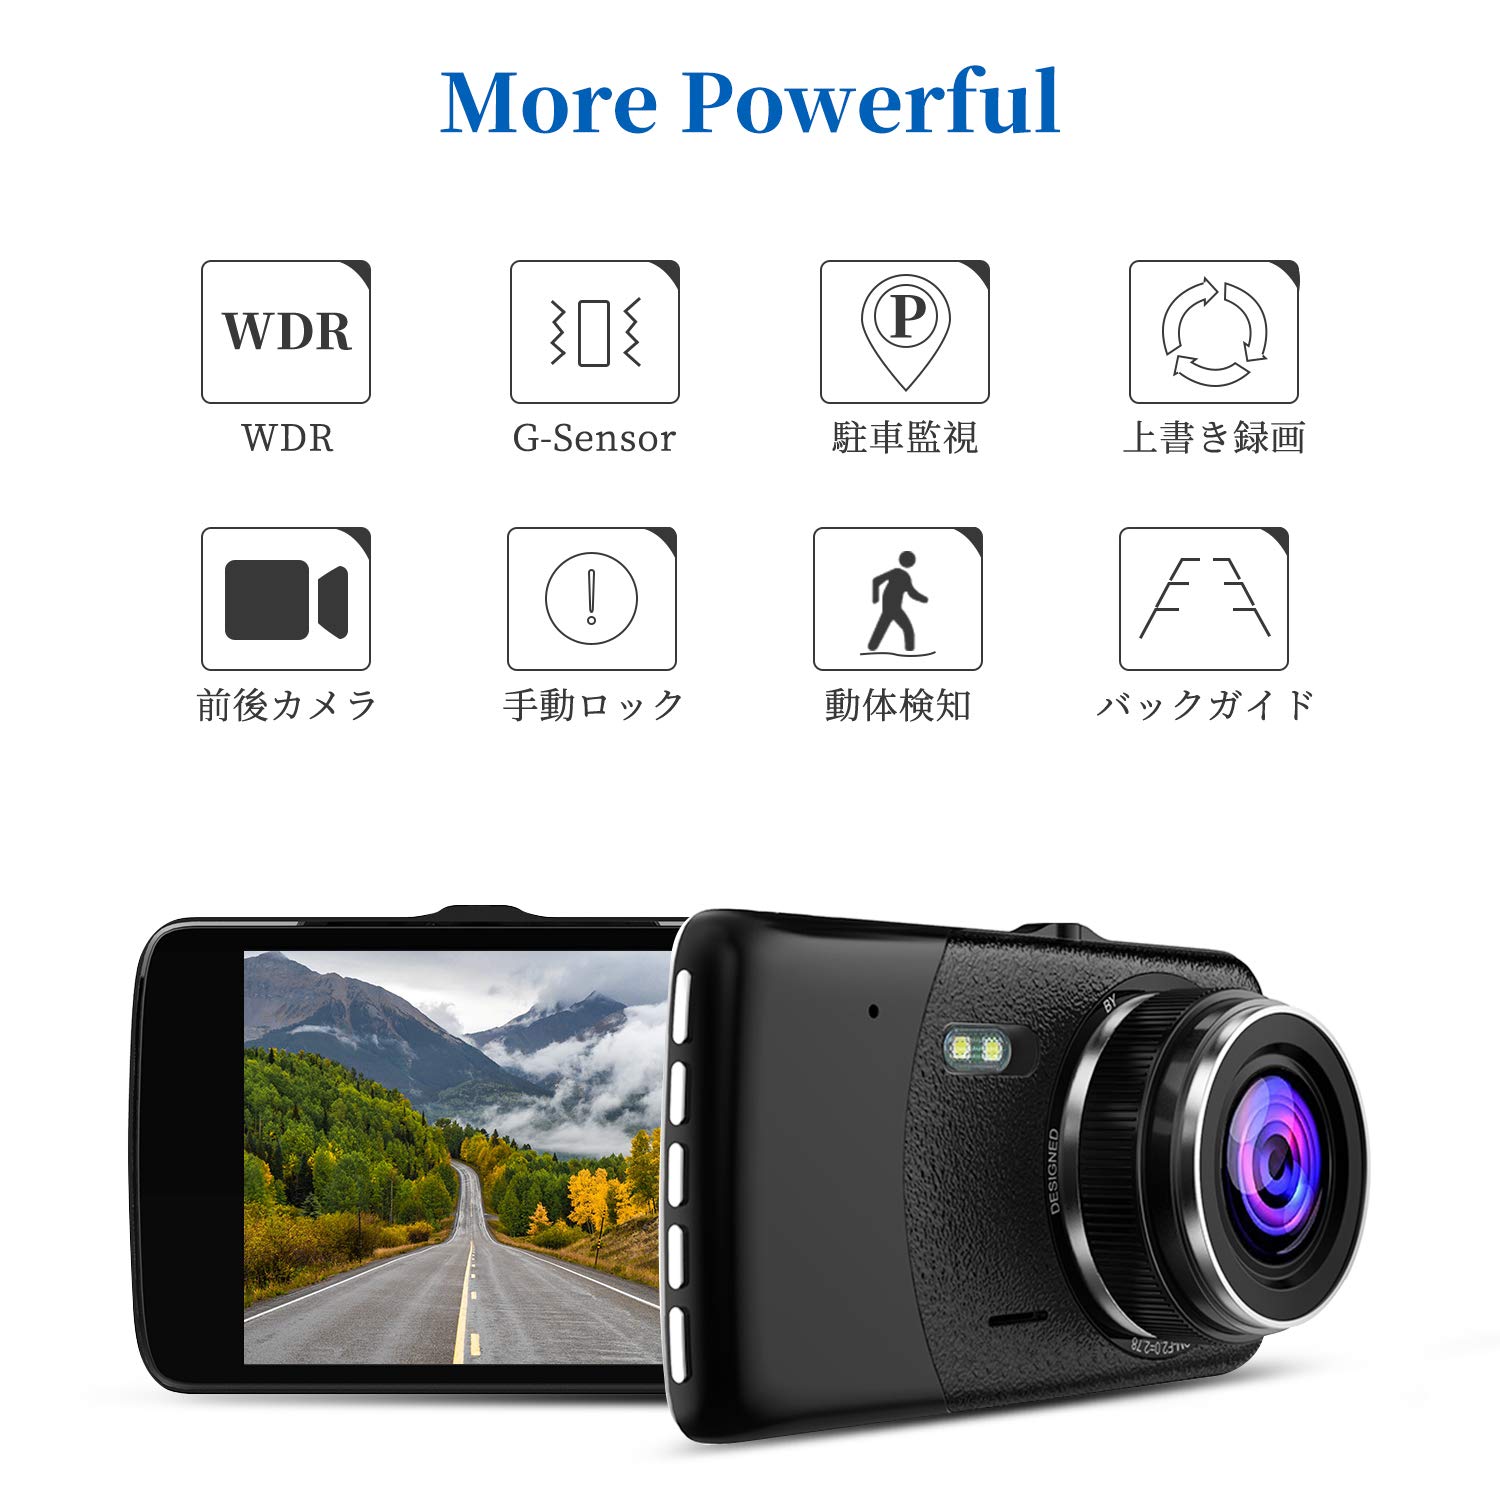 More Powerful
WDR
P
WDR
G-Sensor
駐車監視
上書き録画
前後カメラ
手動ロック
動体検知
バックガイド
BY
DESIGNED